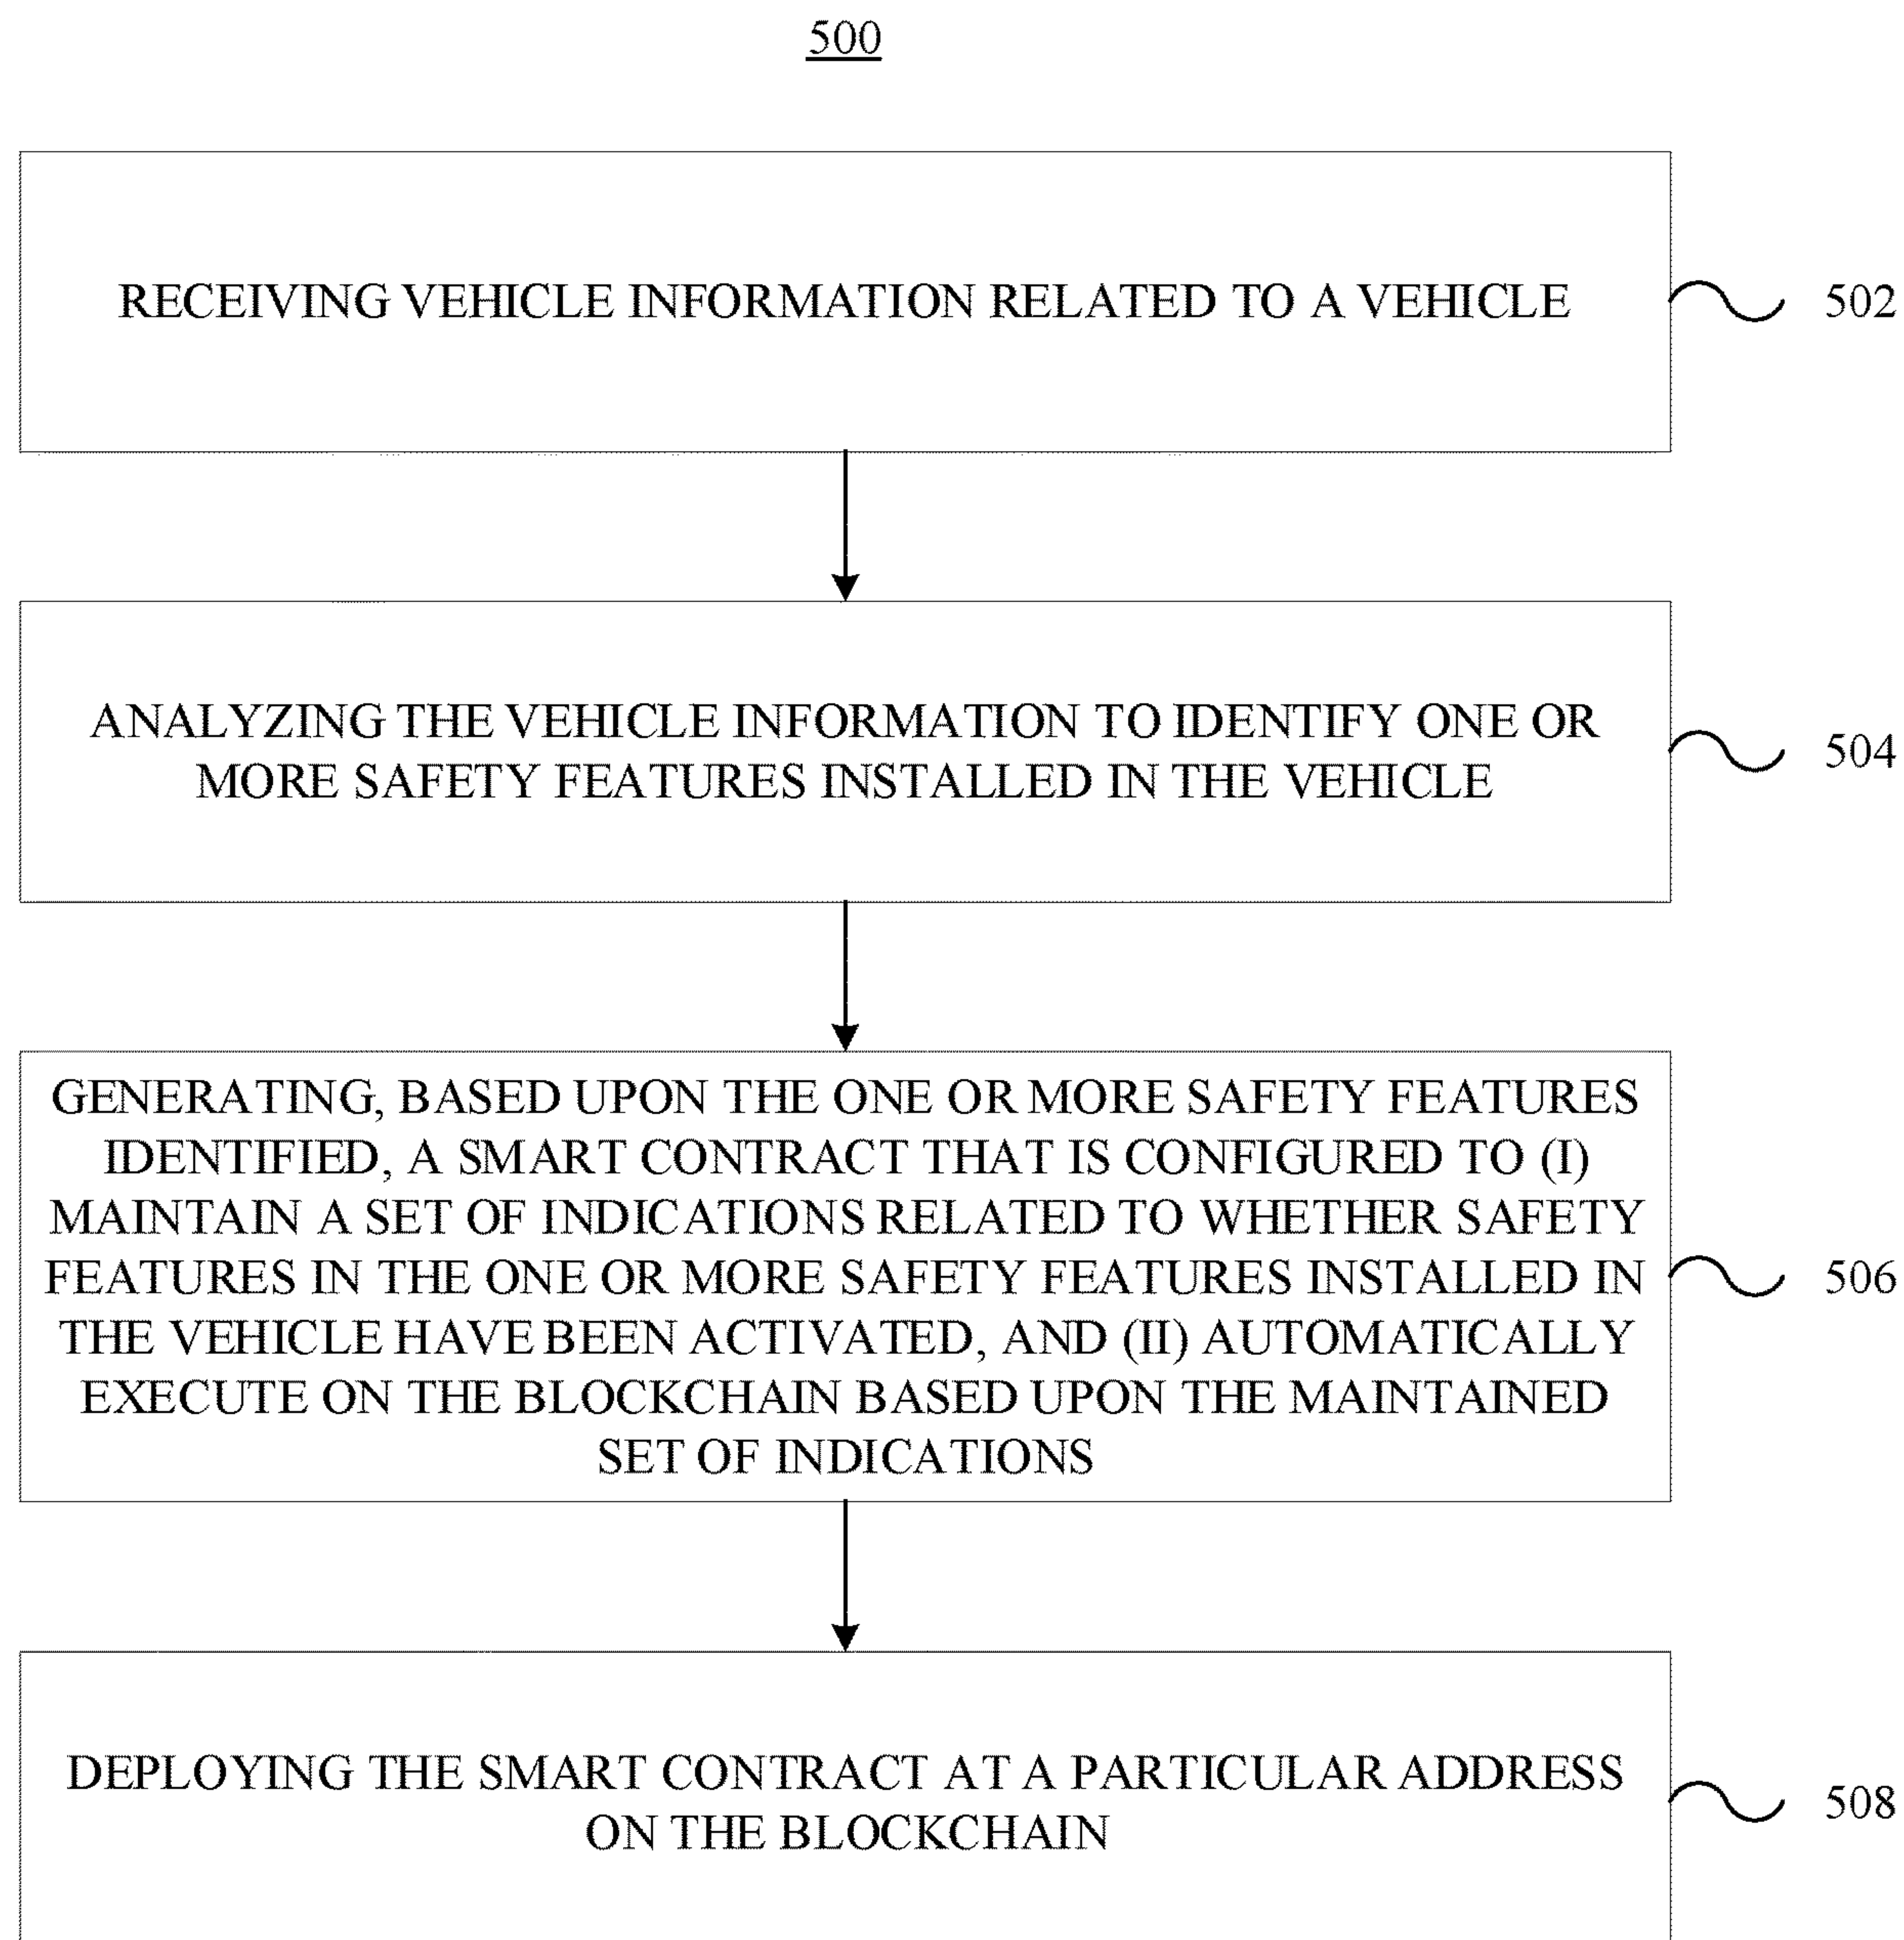 500
RECEIVING VEHICLE INFORMATION RELATED TO A VEHICLE
502
ANALYZING THE VEHICLE INFORMATION TO IDENTIFY ONE OR
MORE SAFETY FEATURES INSTALLED IN THE VEHICLE
504
GENERATING, BASED UPON THE ONE OR MORE SAFETY FEATURES
IDENTIFIED, A SMART CONTRACT THAT IS CONFIGURED TO (I)
MAINTAIN A SET OF INDICATIONS RELATED TO WHETHER SAFETY
FEATURES IN THE ONE OR MORE SAFETY FEATURES INSTALLED IN
THE VEHICLE HAVE BEEN ACTIVATED, AND (II) AUTOMATICALLY
EXECUTE ON THE BLOCKCHAIN BASED UPON THE MAINTAINED
SET OF INDICATIONS
506
DEPLOYING THE SMART CONTRACT AT A PARTICULAR ADDRESS
ON THE BLOCKCHAIN
508